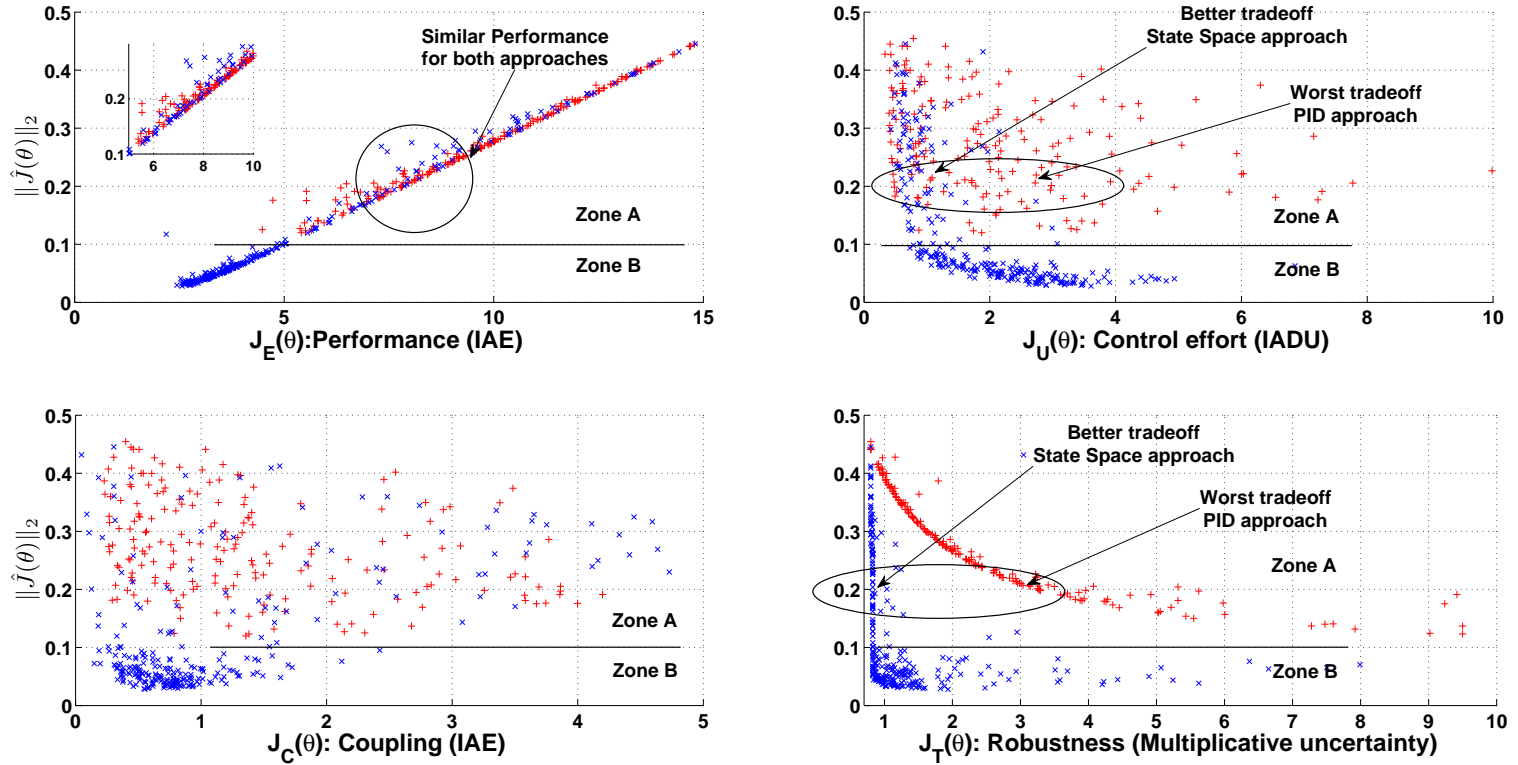 0.5
0.4
0.3
0.2
0.1
0
0 5 10 15
||Ĵ(θ)||₂
0.2
0.1
6 8 10
Similar Performance
for both approaches
Zone A
Zone B
J_E(θ):Performance (IAE)
0.5
0.4
0.3
0.2
0.1
0
0 2 4 6 8 10
Better tradeoff
State Space approach
Worst tradeoff
PID approach
Zone A
Zone B
J_U(θ): Control effort (IADU)
0.5
0.4
0.3
0.2
0.1
0
0 1 2 3 4 5
||Ĵ(θ)||₂
Zone A
Zone B
J_C(θ): Coupling (IAE)
0.5
0.4
0.3
0.2
0.1
0
1 2 3 4 5 6 7 8 9 10
Better tradeoff
State Space approach
Worst tradeoff
PID approach
Zone A
Zone B
J_T(θ): Robustness (Multiplicative uncertainty)